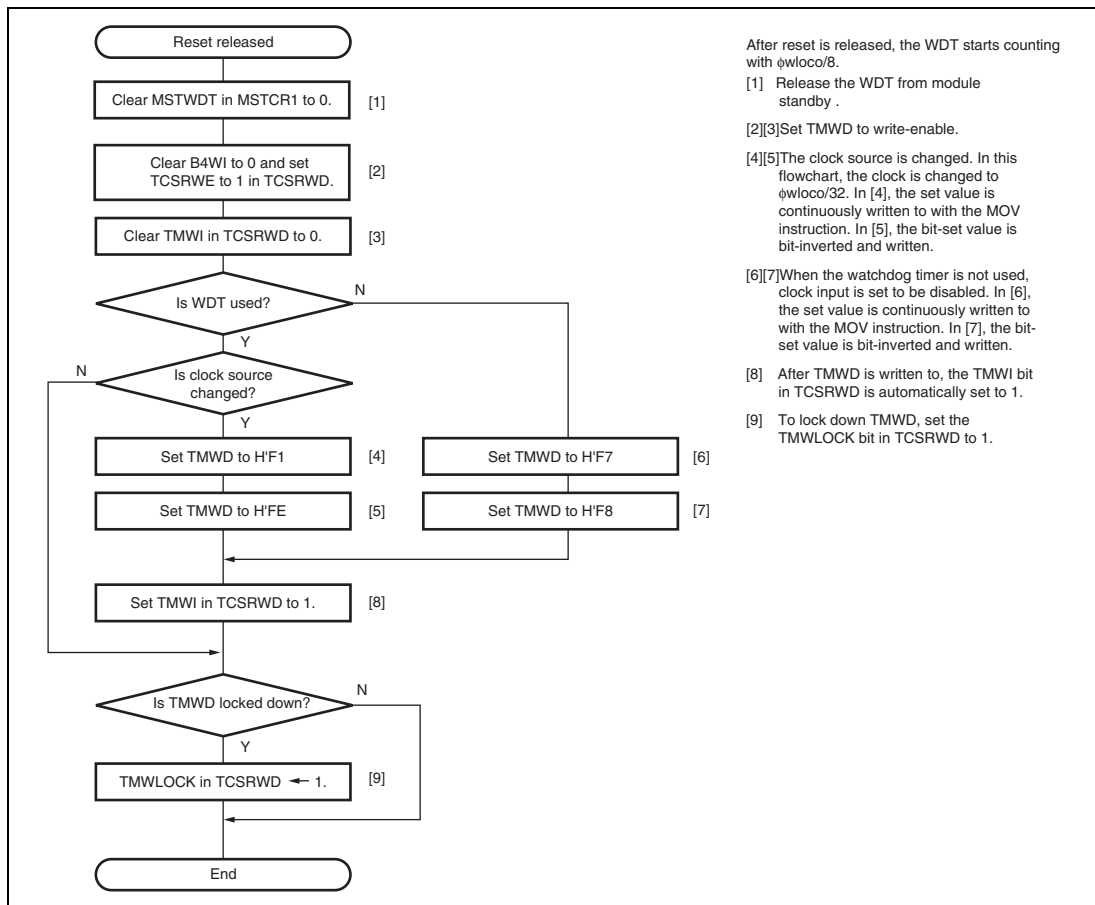 Reset released
Clear MSTWDT in MSTCR1 to 0.
[1]
Clear B4WI to 0 and set
TCSRWE to 1 in TCSRWD.
[2]
Clear TMWI in TCSRWD to 0.
[3]
Is WDT used?
N
Y
Is clock source
changed?
N
Y
Set TMWD to H'F1
[4]
Set TMWD to H'F7
[6]
Set TMWD to H'FE
[5]
Set TMWD to H'F8
[7]
Set TMWI in TCSRWD to 1.
[8]
Is TMWD locked down?
N
Y
TMWLOCK in TCSRWD ← 1.
[9]
End
After reset is released, the WDT starts counting
with ϕwloco/8.
[1] Release the WDT from module
standby .
[2][3]Set TMWD to write-enable.
[4][5]The clock source is changed. In this
flowchart, the clock is changed to
ϕwloco/32. In [4], the set value is
continuously written to with the MOV
instruction. In [5], the bit-set value is
bit-inverted and written.
[6][7]When the watchdog timer is not used,
clock input is set to be disabled. In [6],
the set value is continuously written to
with the MOV instruction. In [7], the bit-
set value is bit-inverted and written.
[8] After TMWD is written to, the TMWI bit
in TCSRWD is automatically set to 1.
[9] To lock down TMWD, set the
TMWLOCK bit in TCSRWD to 1.